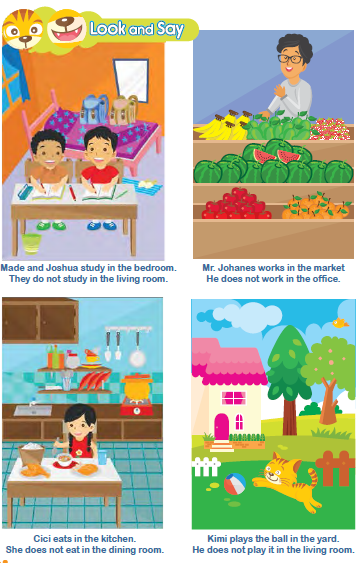 Look and Say
Made and Joshua study in the bedroom.
They do not study in the living room.
Mr. Johanes works in the market
He does not work in the office.
Cici eats in the kitchen.
She does not eat in the dining room.
Kimi plays the ball in the yard.
He does not play it in the living room.